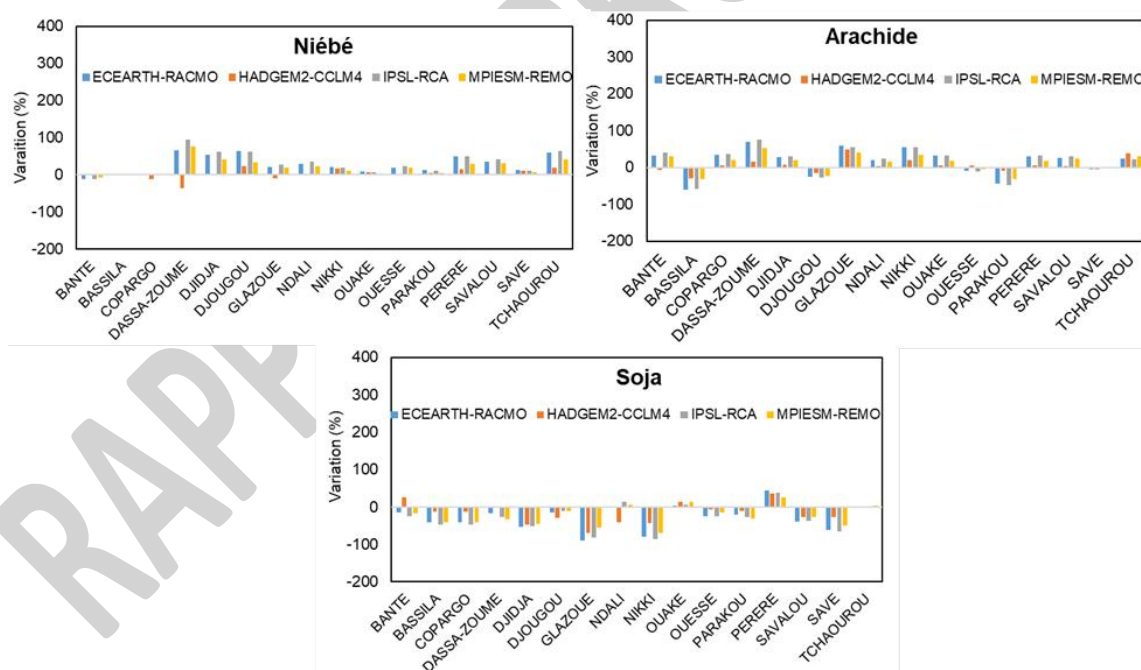 Niébé
ECEARTH-RACMO HADGEM2-CCLM4 IPSL-RCA MPIESM-REMO
Varaition (%)
400
300
200
100
0
-100
-200
BANTE
BASSILA
COPARGO
DASSA-ZOUME
DJIDJA
DJOUGOU
GLAZOUE
NDALI
NIKKI
OUAKE
OUESSE
PARAKOU
PERERE
SAVALOU
SAVE
TCHAOUROU
Arachide
ECEARTH-RACMO HADGEM2-CCLM4 IPSL-RCA MPIESM-REMO
Variation (%)
400
300
200
100
0
-100
-200
BANTE
BASSILA
COPARGO
DASSA-ZOUME
DJIDJA
DJOUGOU
GLAZOUE
NDALI
NIKKI
OUAKE
OUESSE
PARAKOU
PERERE
SAVALOU
SAVE
TCHAOUROU
Soja
ECEARTH-RACMO HADGEM2-CCLM4 IPSL-RCA MPIESM-REMO
Variation (%)
400
300
200
100
0
-100
-200
BANTE
BASSILA
COPARGO
DASSA-ZOUME
DJIDJA
DJOUGOU
GLAZOUE
NDALI
NIKKI
OUAKE
OUESSE
PARAKOU
PERERE
SAVALOU
SAVE
TCHAOUROU
RAPP